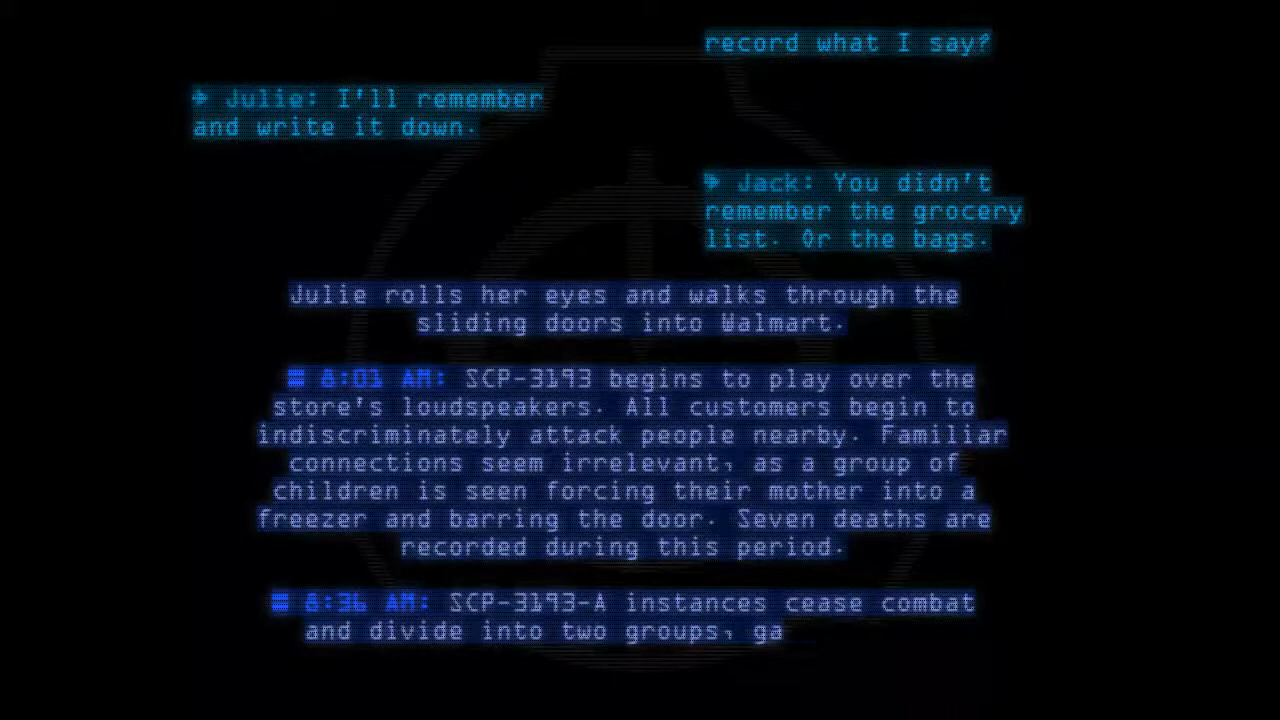 record what I say?
Julie: I'll remember
and write it down.
Jack: You didn't
remember the grocery
list. Or the bags.
Julie rolls her eyes and walks through the
sliding doors into Walmart.
8:01 AM: SCP-3193 begins to play over the
store's loudspeakers. All customers begin to
indiscriminately attack people nearby. Familiar
connections seem irrelevant, as a group of
children is seen forcing their mother into a
freezer and barring the door. Seven deaths are
recorded during this period.
8:36 AM: SCP-3193-A instances cease combat
and divide into two groups, ga